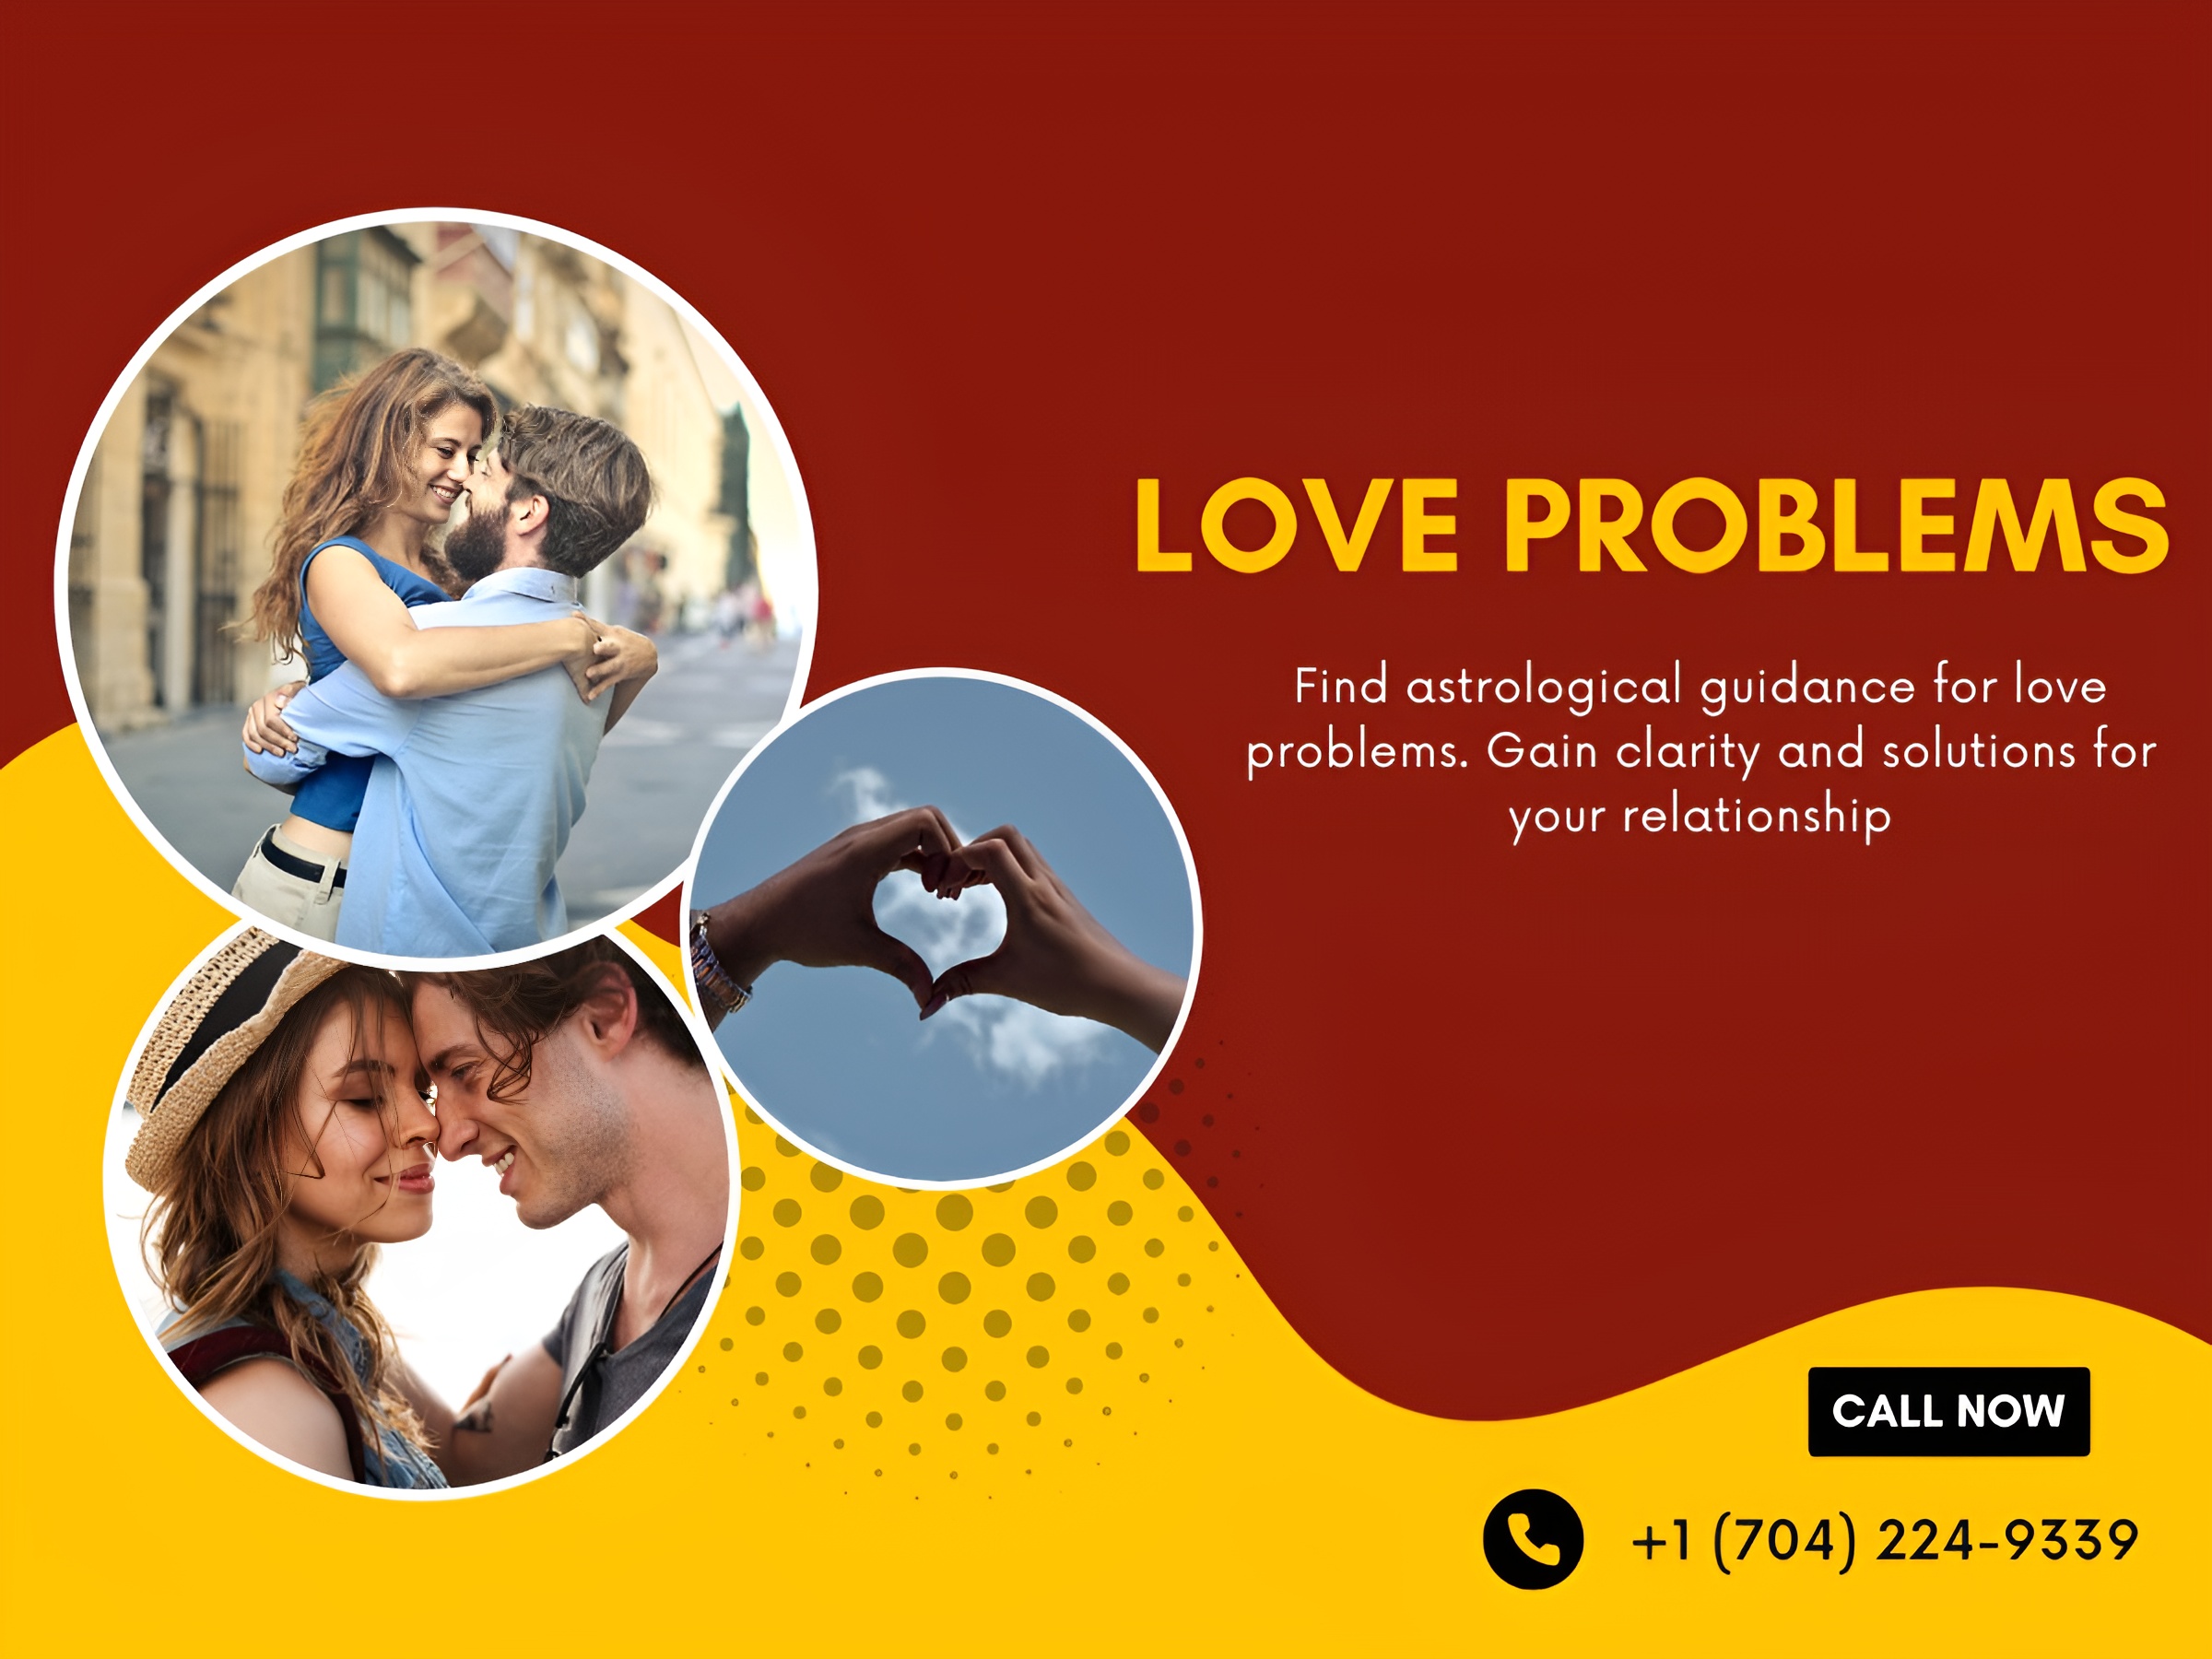 LOVE PROBLEMS
Find astrological guidance for love
problems. Gain clarity and solutions for
your relationship
CALL NOW
+1 (704) 224-9339